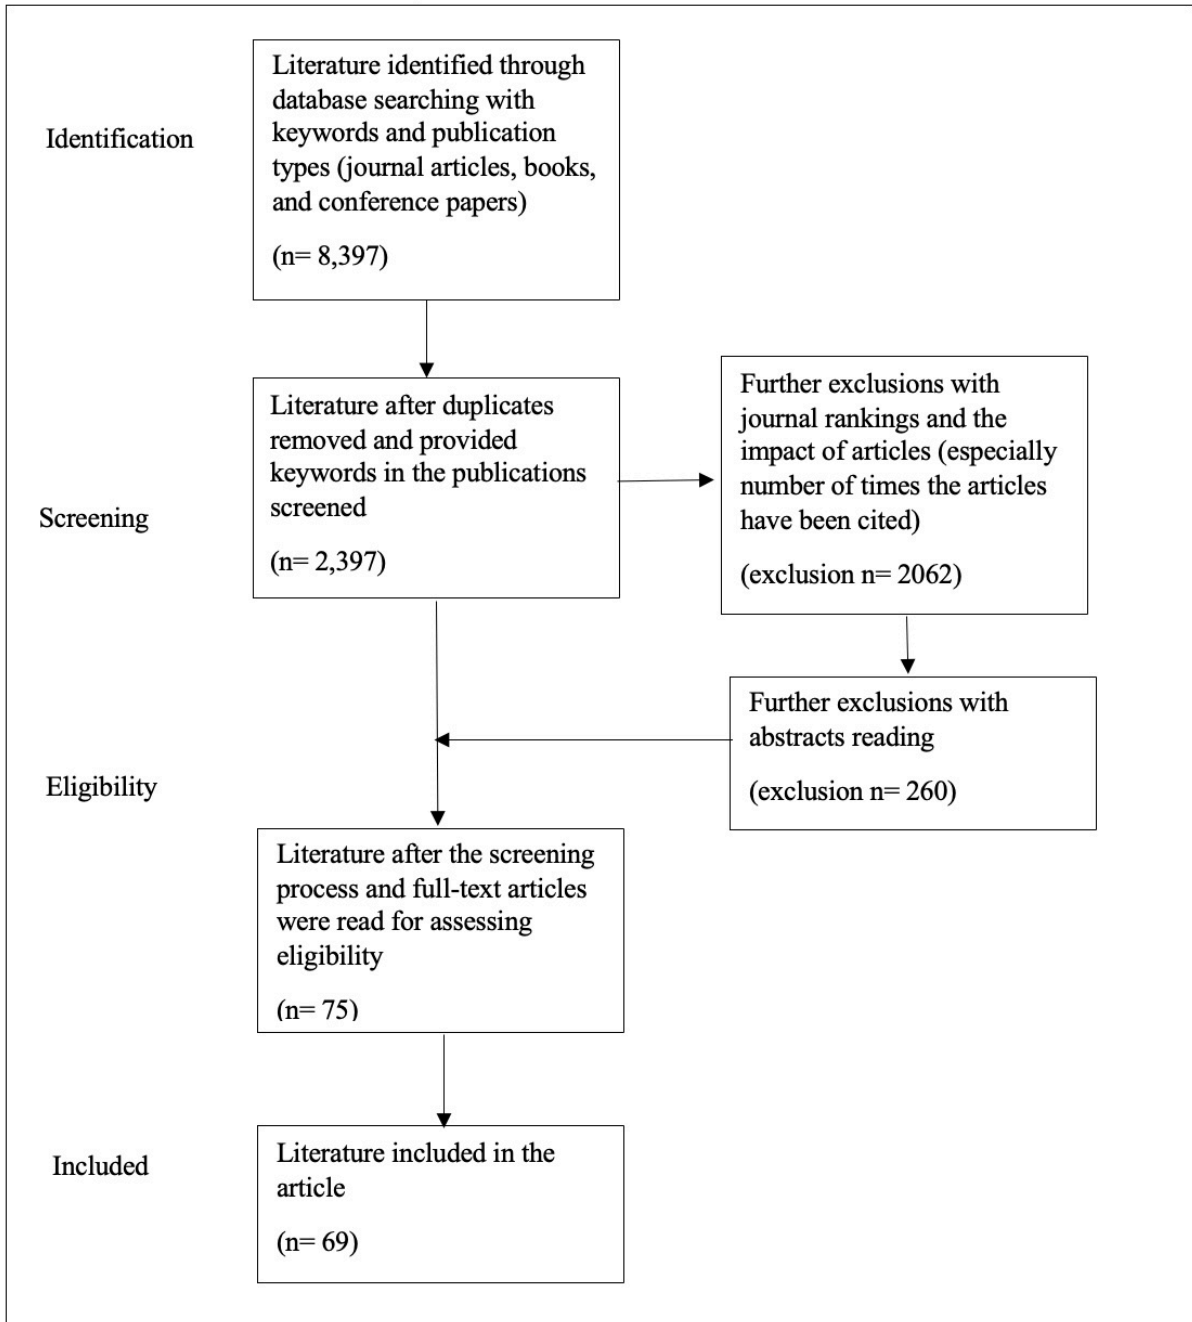 Identification
Literature identified through
database searching with
keywords and publication
types (journal articles, books,
and conference papers)
(n= 8,397)
Screening
Literature after duplicates
removed and provided
keywords in the publications
screened
(n= 2,397)
Further exclusions with
journal rankings and the
impact of articles (especially
number of times the articles
have been cited)
(exclusion n= 2062)
Further exclusions with
abstracts reading
(exclusion n= 260)
Eligibility
Literature after the screening
process and full-text articles
were read for assessing
eligibility
(n= 75)
Included
Literature included in the
article
(n= 69)